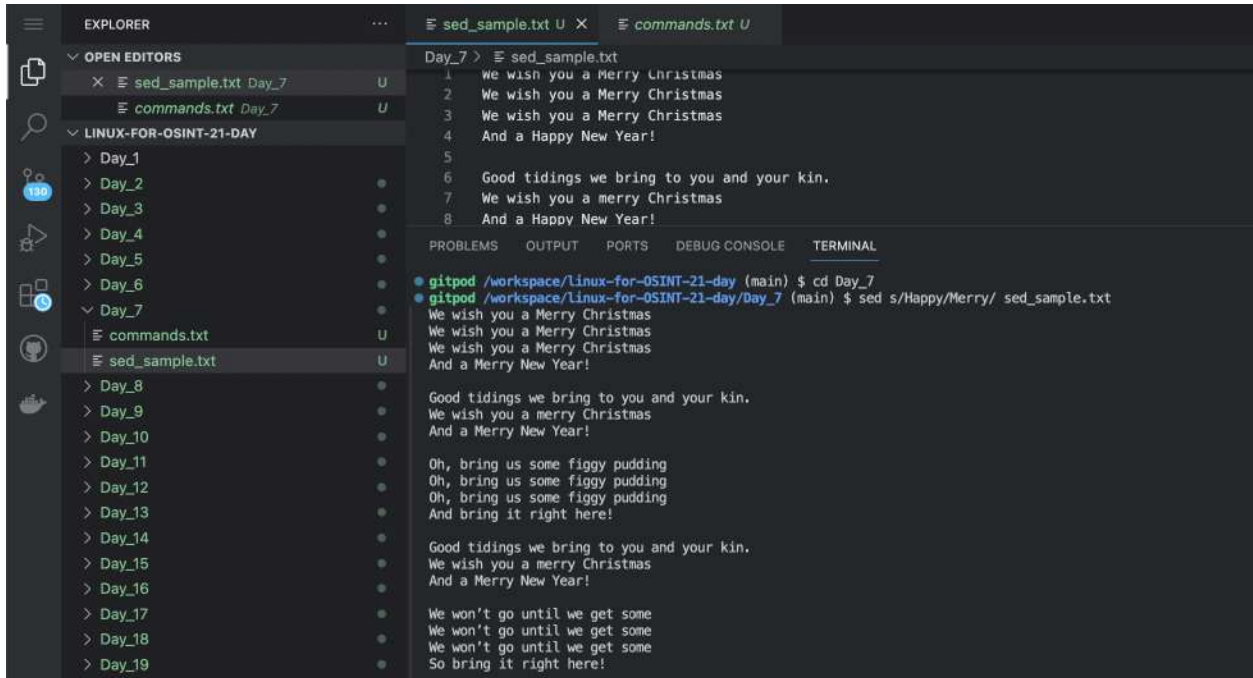 EXPLORER
...
OPEN EDITORS
× sed_sample.txt Day_7 U
commands.txt Day_7 U
LINUX-FOR-OSINT-21-DAY
> Day_1
> Day_2
> Day_3
> Day_4
> Day_5
> Day_6
Day_7
commands.txt U
sed_sample.txt U
> Day_8
> Day_9
> Day_10
> Day_11
> Day_12
> Day_13
> Day_14
> Day_15
> Day_16
> Day_17
> Day_18
> Day_19
130
sed_sample.txt U × commands.txt U
Day_7 > sed_sample.txt
1 We wish you a Merry Christmas
2 We wish you a Merry Christmas
3 We wish you a Merry Christmas
4 And a Happy New Year!
5
6 Good tidings we bring to you and your kin.
7 We wish you a merry Christmas
8 And a Happy New Year!
PROBLEMS OUTPUT PORTS DEBUG CONSOLE TERMINAL
gitpod /workspace/linux-for-OSINT-21-day (main) $ cd Day_7
gitpod /workspace/linux-for-OSINT-21-day/Day_7 (main) $ sed s/Happy/Merry/ sed_sample.txt
We wish you a Merry Christmas
We wish you a Merry Christmas
We wish you a Merry Christmas
And a Merry New Year!
Good tidings we bring to you and your kin.
We wish you a merry Christmas
And a Merry New Year!
Oh, bring us some figgy pudding
Oh, bring us some figgy pudding
Oh, bring us some figgy pudding
And bring it right here!
Good tidings we bring to you and your kin.
We wish you a merry Christmas
And a Merry New Year!
We won't go until we get some
We won't go until we get some
We won't go until we get some
So bring it right here!